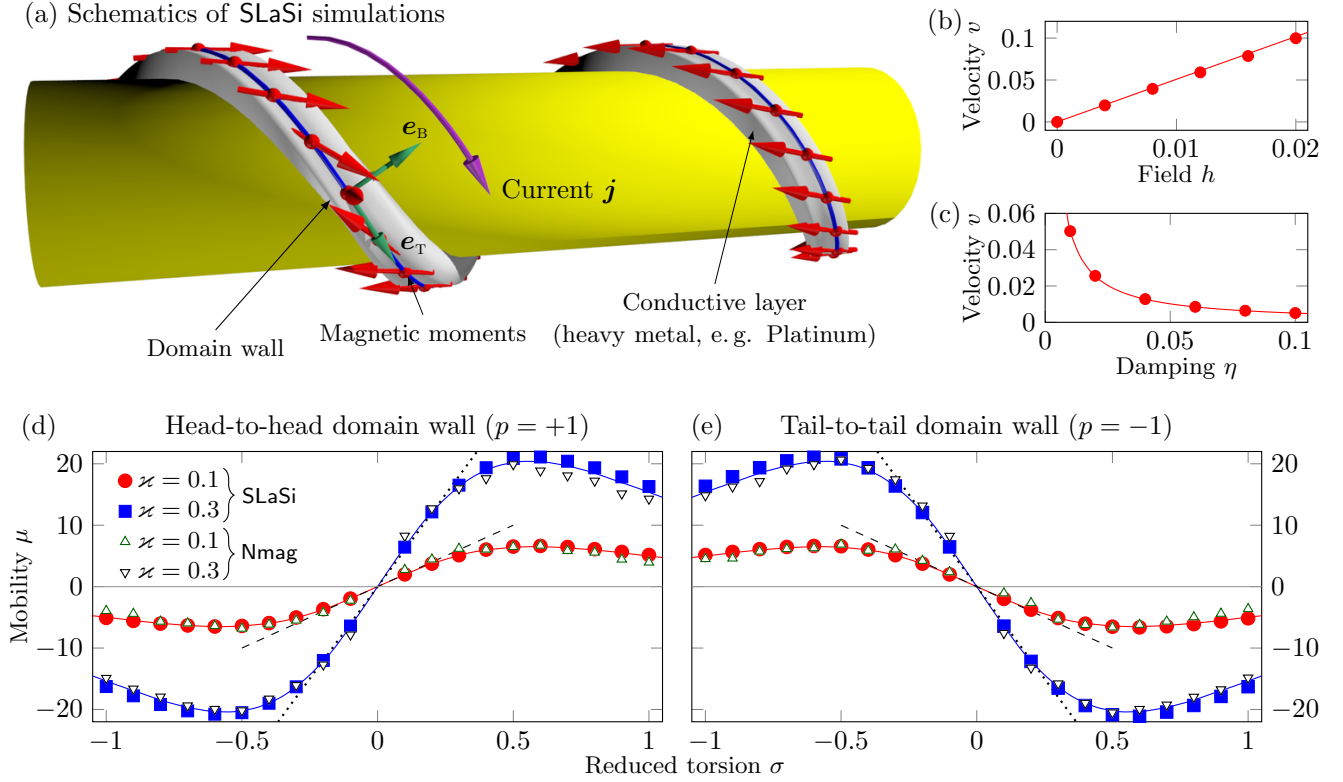 (a) Schematics of SLaSi simulations
e_B
Current j
e_T
Domain wall
Magnetic moments
Conductive layer
(heavy metal, e. g. Platinum)
(b)
Velocity v
0.1
0.05
0
0
0.01
0.02
Field h
(c)
Velocity v
0.06
0.04
0.02
0
0
0.05
0.1
Damping η
(d) Head-to-head domain wall (p = +1)
Mobility μ
20
10
0
−10
−20
ϰ = 0.1
ϰ = 0.3
SLaSi
ϰ = 0.1
ϰ = 0.3
Nmag
−1
−0.5
0
0.5
1
(e) Tail-to-tail domain wall (p = −1)
20
10
0
−10
−20
−1
−0.5
0
0.5
1
Reduced torsion σ